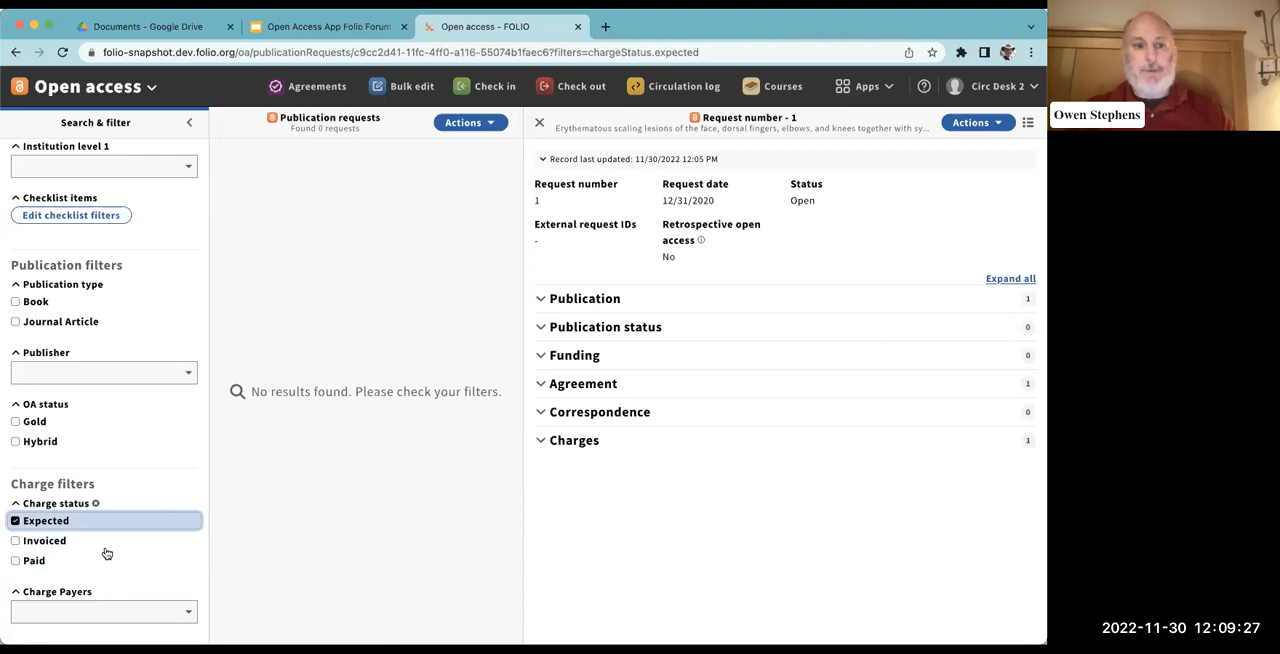 Documents - Google Drive
Open Access App Folio Forum
Open access - FOLIO
folio-snapshot.dev.folio.org/oa/publicationRequests/c9cc2d41-11fc-4ff0-a116-55074b1faec6?filters=chargeStatus.expected
Open access
Agreements
Bulk edit
Check in
Check out
Circulation log
Courses
Apps
Circ Desk 2
Owen Stephens
Search & filter
Institution level 1
Checklist items
Edit checklist filters
Publication filters
Publication type
Book
Journal Article
Publisher
OA status
Gold
Hybrid
Charge filters
Charge status
Expected
Invoiced
Paid
Charge Payers
Publication requests
Found 0 requests
Actions
No results found. Please check your filters.
Request number - 1
Erythematous scaling lesions of the face, dorsal fingers, elbows, and knees together with sy...
Actions
Record last updated: 11/30/2022 12:05 PM
Request number
1
Request date
12/31/2020
Status
Open
External request IDs
-
Retrospective open
access
No
Expand all
Publication 1
Publication status 0
Funding 0
Agreement 1
Correspondence 0
Charges 1
2022-11-30 12:09:27